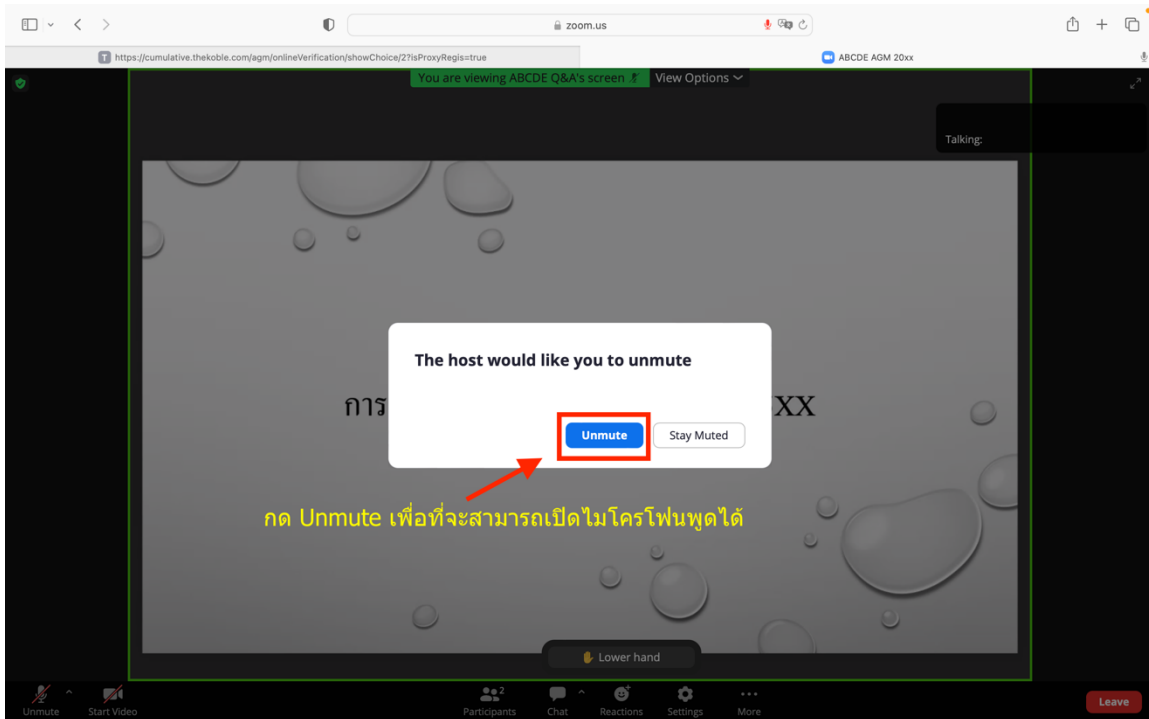 zoom.us
T https://cumulative.thekoble.com/agm/onlineVerification/showChoice/2?isProxyRegis=true
ABCDE AGM 20xx
You are viewing ABCDE Q&A's screen
View Options
Talking:
The host would like you to unmute
การ
XX
Unmute
Stay Muted
กด Unmute เพื่อที่จะสามารถเปิดไมโครโฟนพูดได้
Lower hand
Unmute
Start Video
2
Participants
Chat
Reactions
Settings
More
Leave